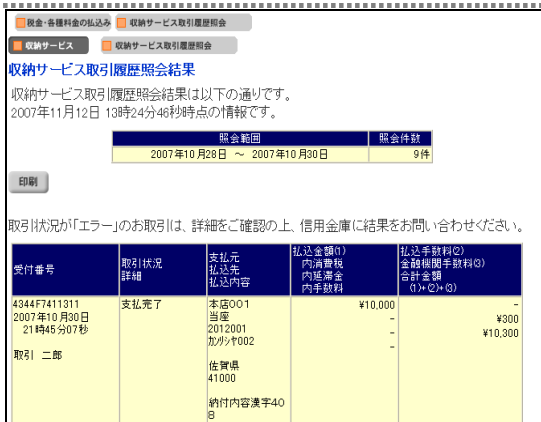 税金・各種料金の払込み 収納サービス取引履歴照会
収納サービス 収納サービス取引履歴照会
収納サービス取引履歴照会結果
収納サービス取引履歴照会結果は以下の通りです。
2007年11月12日 13時24分46秒時点の情報です。
照会範囲 照会件数
2007年10月28日 ～ 2007年10月30日 9件
印刷
取引状況が「エラー」のお取引は、詳細をご確認の上、信用金庫に結果をお問い合わせください。
受付番号
取引状況
詳細
支払元
払込先
払込内容
払込金額(1)
内消費税
内延滞金
内手数料
払込手数料(2)
金融機関手数料(3)
合計金額
(1)+(2)+(3)
4344F7411311
2007年10月30日
21時45分07秒
取引 二郎
支払完了
本店001
当座
2012001
カンリシヤ002
佐賀県
41000
納付内容漢字40
8
¥10,000
-
-
-
-
¥300
¥10,300